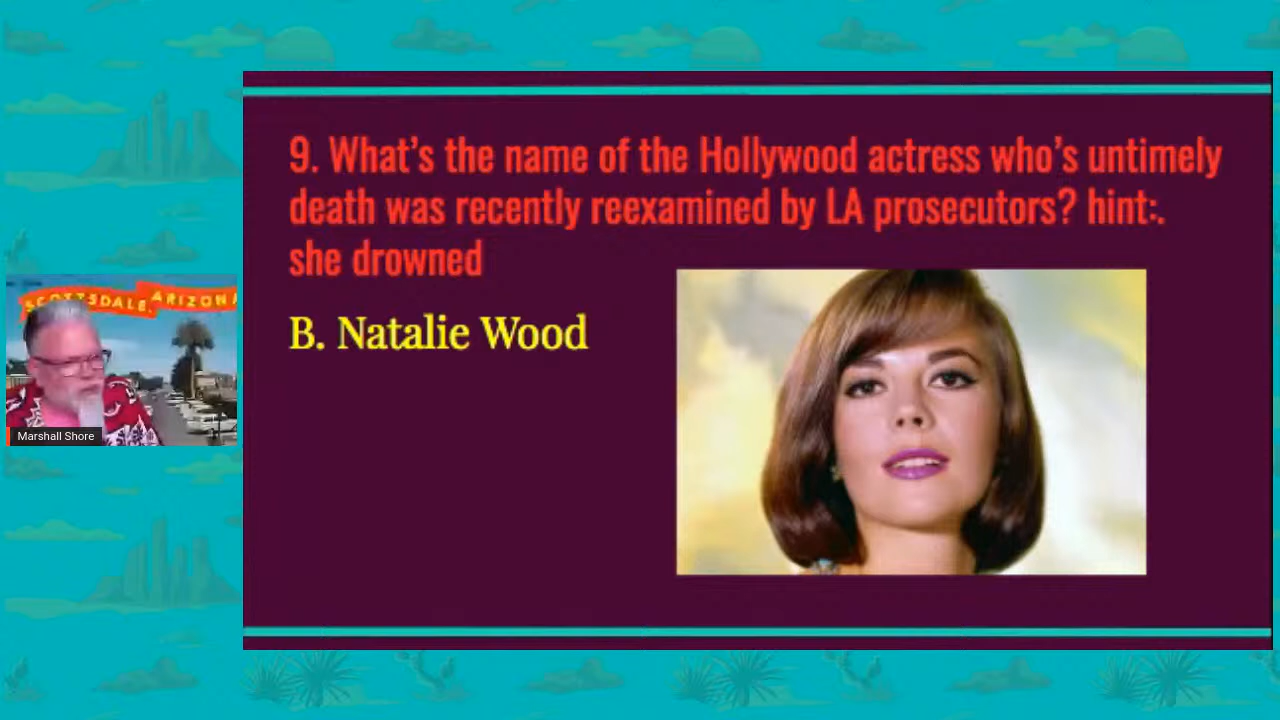 9. What's the name of the Hollywood actress who's untimely
death was recently reexamined by LA prosecutors? hint:.
she drowned
B. Natalie Wood
SCOTTSDALE, ARIZONA
Marshall Shore